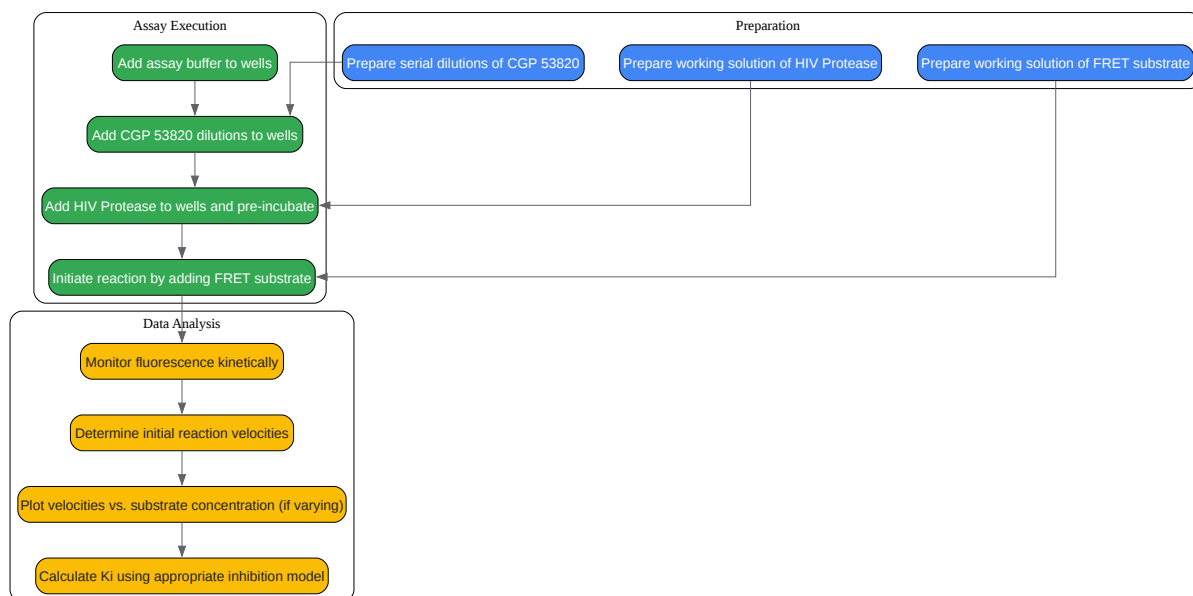 Assay Execution
Preparation
Add assay buffer to wells
Prepare serial dilutions of CGP 53820
Prepare working solution of HIV Protease
Prepare working solution of FRET substrate
Add CGP 53820 dilutions to wells
Add HIV Protease to wells and pre-incubate
Initiate reaction by adding FRET substrate
Data Analysis
Monitor fluorescence kinetically
Determine initial reaction velocities
Plot velocities vs. substrate concentration (if varying)
Calculate Ki using appropriate inhibition model